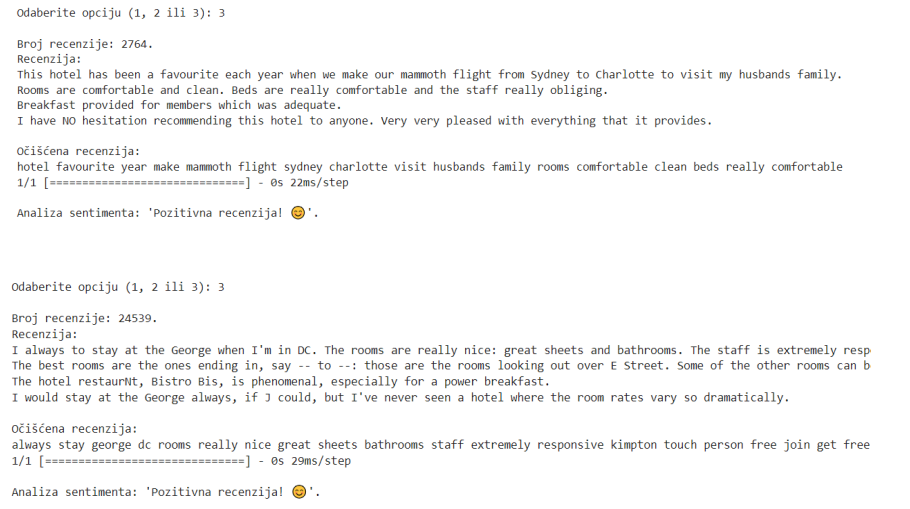 Odaberite opciju (1, 2 ili 3): 3
Broj recenzije: 2764.
Recenzija:
This hotel has been a favourite each year when we make our mammoth flight from Sydney to Charlotte to visit my husbands family.
Rooms are comfortable and clean. Beds are really comfortable and the staff really obliging.
Breakfast provided for members which was adequate.
I have NO hesitation recommending this hotel to anyone. Very very pleased with everything that it provides.
Očišćena recenzija:
hotel favourite year make mammoth flight sydney charlotte visit husbands family rooms comfortable clean beds really comfortable
1/1 [==============================] - 0s 22ms/step
Analiza sentimenta: 'Pozitivna recenzija! 😊'.
Odaberite opciju (1, 2 ili 3): 3
Broj recenzije: 24539.
Recenzija:
I always to stay at the George when I'm in DC. The rooms are really nice: great sheets and bathrooms. The staff is extremely resp
The best rooms are the ones ending in, say -- to --: those are the rooms looking out over E Street. Some of the other rooms can b
The hotel restaurNt, Bistro Bis, is phenomenal, especially for a power breakfast.
I would stay at the George always, if J could, but I've never seen a hotel where the room rates vary so dramatically.
Očišćena recenzija:
always stay george dc rooms really nice great sheets bathrooms staff extremely responsive kimpton touch person free join get free
1/1 [==============================] - 0s 29ms/step
Analiza sentimenta: 'Pozitivna recenzija! 😊'.